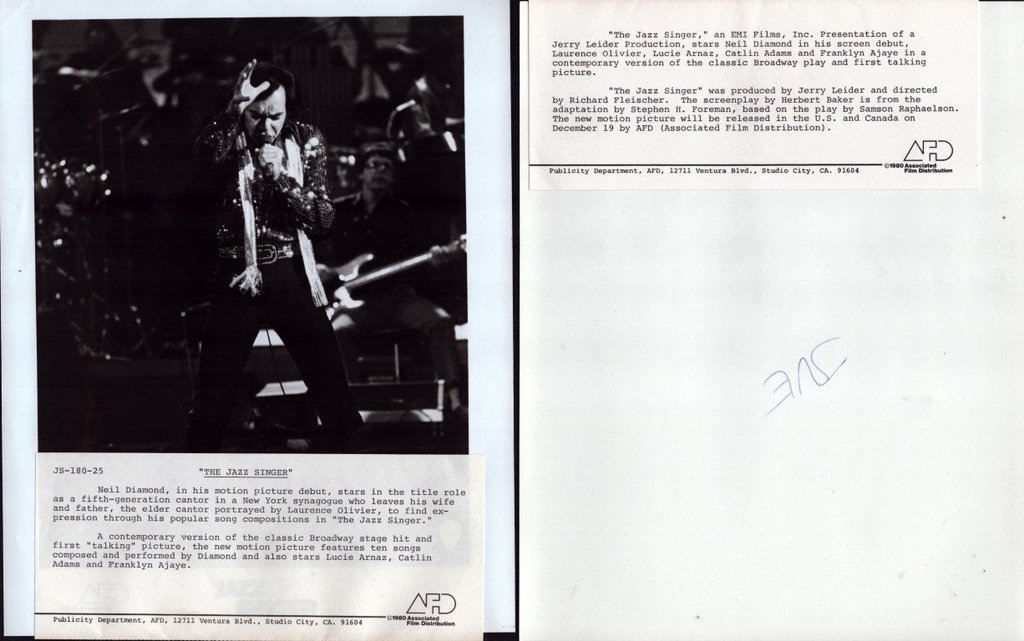 JS-180-25
"THE JAZZ SINGER"
Neil Diamond, in his motion picture debut, stars in the title role
as a fifth-generation cantor in a New York synagogue who leaves his wife
and father, the elder cantor portrayed by Laurence Olivier, to find ex-
pression through his popular song compositions in "The Jazz Singer."
A contemporary version of the classic Broadway stage hit and
first "talking" picture, the new motion picture features ten songs
composed and performed by Diamond and also stars Lucie Arnaz, Catlin
Adams and Franklyn Ajaye.
AFD
Publicity Department, AFD, 12711 Ventura Blvd., Studio City, CA. 91604
©1980 Associated
Film Distribution
"The Jazz Singer," an EMI Films, Inc. Presentation of a
Jerry Leider Production, stars Neil Diamond in his screen debut,
Laurence Olivier, Lucie Arnaz, Catlin Adams and Franklyn Ajaye in a
contemporary version of the classic Broadway play and first talking
picture.
"The Jazz Singer" was produced by Jerry Leider and directed
by Richard Fleischer. The screenplay by Herbert Baker is from the
adaptation by Stephen H. Foreman, based on the play by Samson Raphaelson.
The new motion picture will be released in the U.S. and Canada on
December 19 by AFD (Associated Film Distribution).
AFD
Publicity Department, AFD, 12711 Ventura Blvd., Studio City, CA. 91604
©1980 Associated
Film Distribution